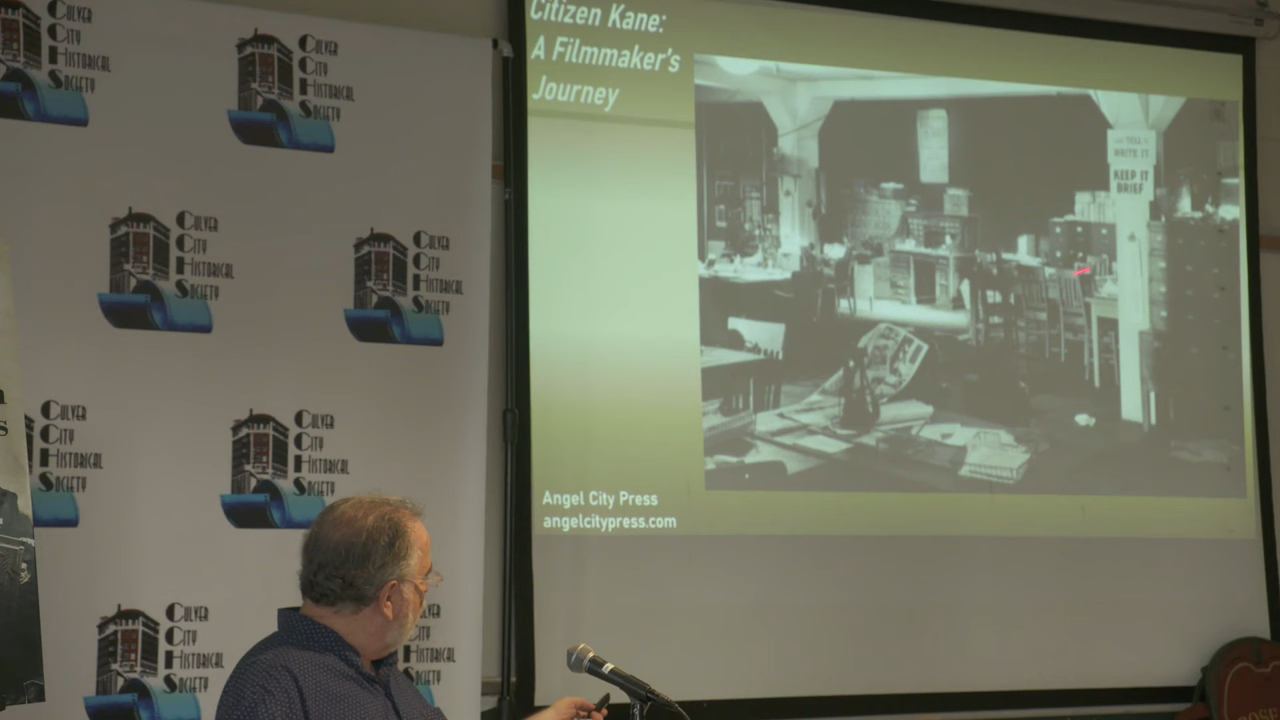 Citizen Kane:
A Filmmaker's
Journey
TELL IT
WRITE IT
KEEP IT
BRIEF
Angel City Press
angelcitypress.com
CULVER
CITY
HISTORICAL
SOCIETY
CULVER
CITY
HISTORICAL
SOCIETY
CULVER
CITY
HISTORICAL
SOCIETY
CULVER
CITY
HISTORICAL
SOCIETY
CULVER
CITY
HISTORICAL
SOCIETY
CULVER
CITY
HISTORICAL
SOCIETY
CULVER
CITY
HISTORICAL
SOCIETY